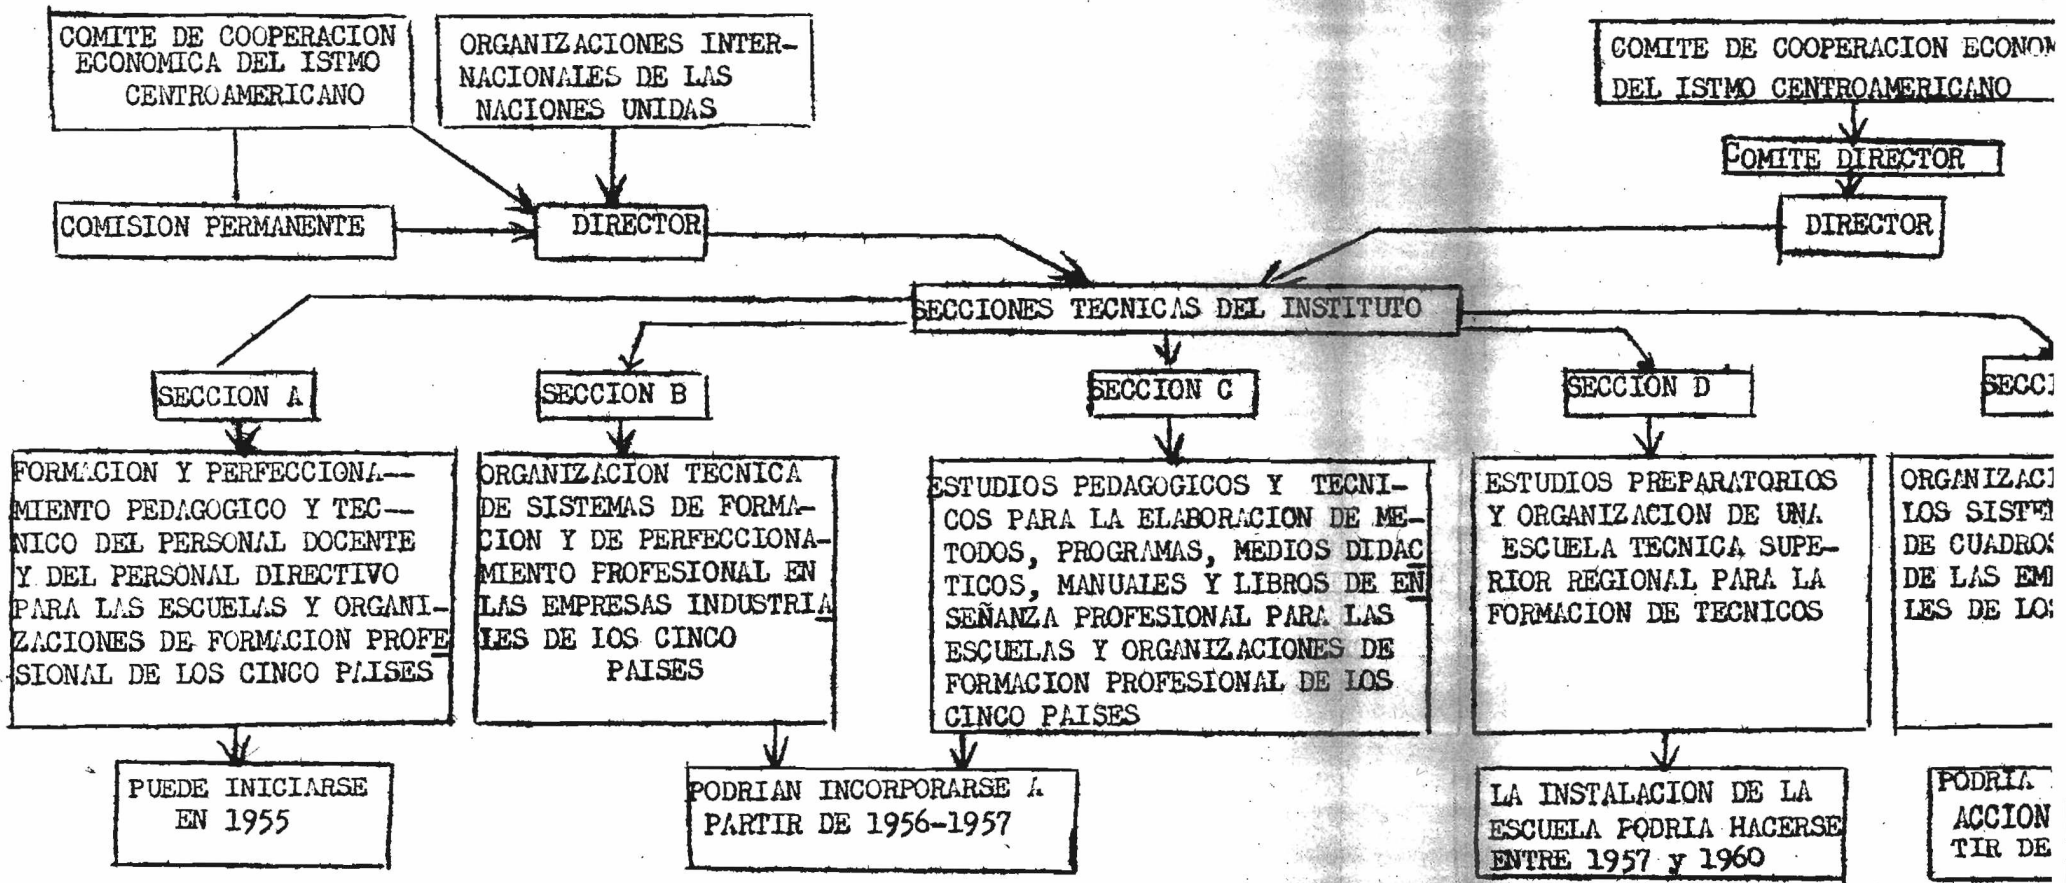 COMITE DE COOPERACION
ECONOMICA DEL ISTMO
CENTROAMERICANO
ORGANIZACIONES INTER-
NACIONALES DE LAS
NACIONES UNIDAS
COMITE DE COOPERACION ECONOM
DEL ISTMO CENTROAMERICANO
COMITE DIRECTOR
COMISION PERMANENTE
DIRECTOR
DIRECTOR
SECCIONES TECNICAS DEL INSTITUTO
SECCION A
SECCION B
SECCION C
SECCION D
SECCI
FORMACION Y PERFECCIONA—
MIENTO PEDAGOGICO Y TEC—
NICO DEL PERSONAL DOCENTE
Y DEL PERSONAL DIRECTIVO
PARA LAS ESCUELAS Y ORGANI-
ZACIONES DE FORMACION PROFE
SIONAL DE LOS CINCO PAISES
ORGANIZACION TECNICA
DE SISTEMAS DE FORMA-
CION Y DE PERFECCIONA-
MIENTO PROFESIONAL EN
LAS EMPRESAS INDUSTRIA
LES DE LOS CINCO
PAISES
ESTUDIOS PEDAGOGICOS Y TECNI-
COS PARA LA ELABORACION DE ME-
TODOS, PROGRAMAS, MEDIOS DIDAC
TICOS, MANUALES Y LIBROS DE EN
SEÑANZA PROFESIONAL PARA LAS
ESCUELAS Y ORGANIZACIONES DE
FORMACION PROFESIONAL DE LOS
CINCO PAISES
ESTUDIOS PREPARATORIOS
Y ORGANIZACION DE UNA
ESCUELA TECNICA SUPE-
RIOR REGIONAL PARA LA
FORMACION DE TECNICOS
ORGANIZACI
LOS SISTEM
DE CUADROS
DE LAS EMP
LES DE LOS
PUEDE INICIARSE
EN 1955
PODRIAN INCORPORARSE A
PARTIR DE 1956-1957
LA INSTALACION DE LA
ESCUELA PODRIA HACERSE
ENTRE 1957 y 1960
PODRIA
ACCION
TIR DE